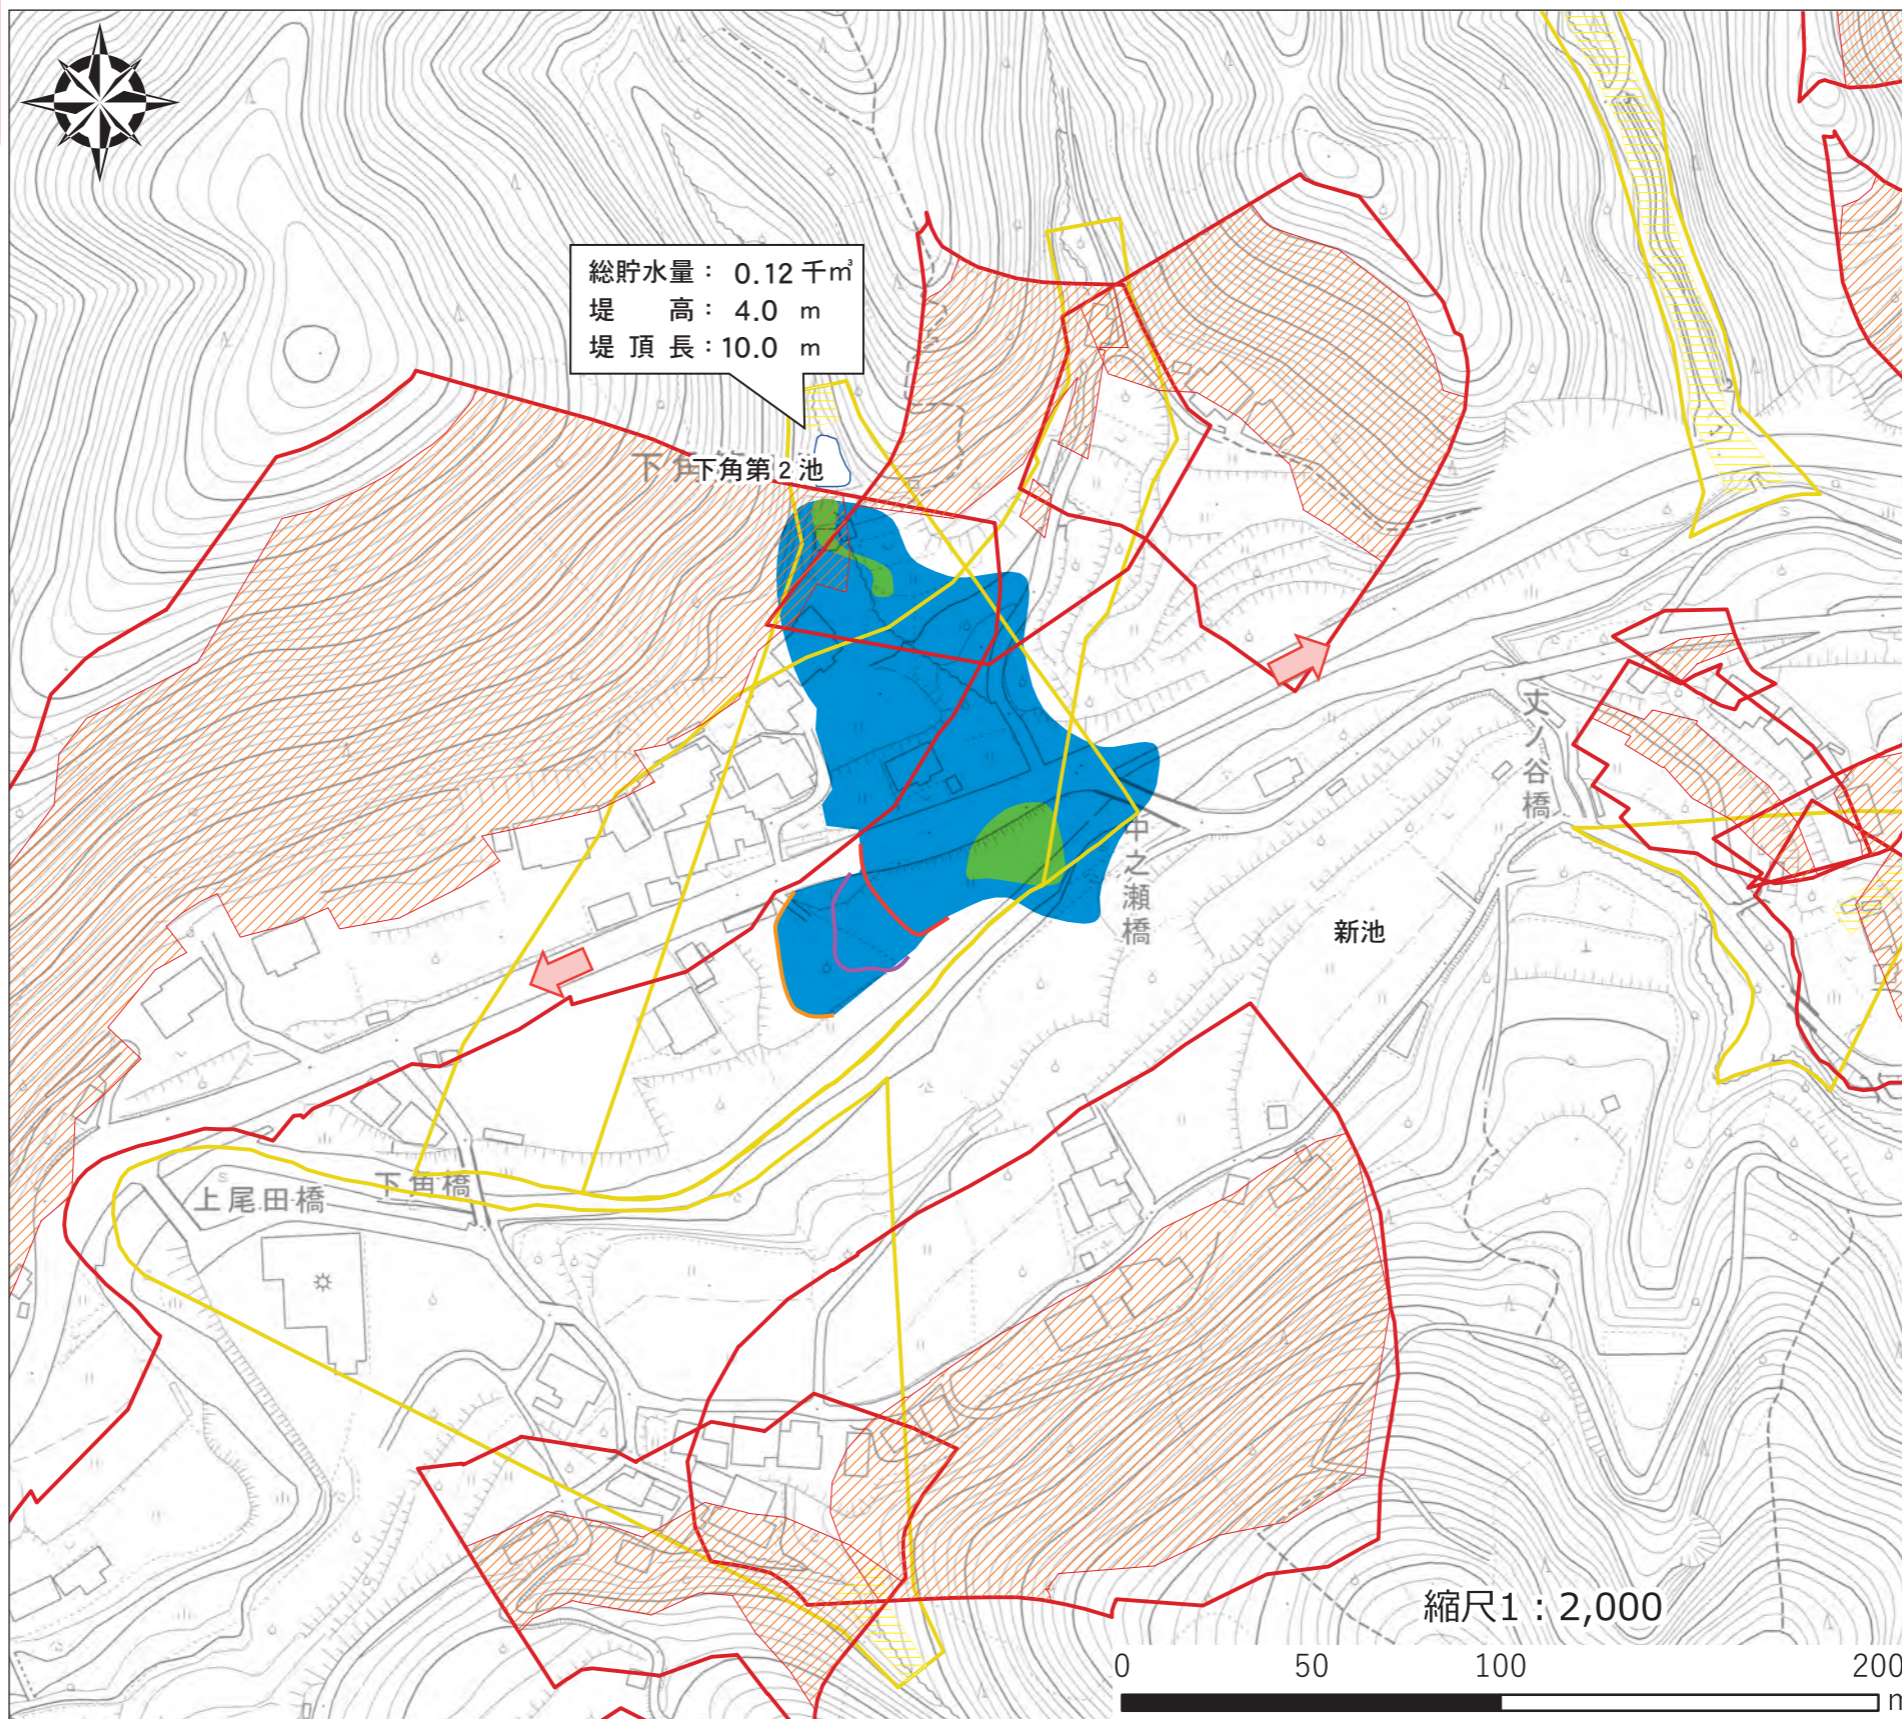 総貯水量： 0.12 千㎥
堤　　高： 4.0 m
堤 頂 長：10.0 m
下角第２池
中之瀬橋
丈ノ谷橋
新池
上尾田橋
下角橋
縮尺1：2,000
0 50 100 200
m